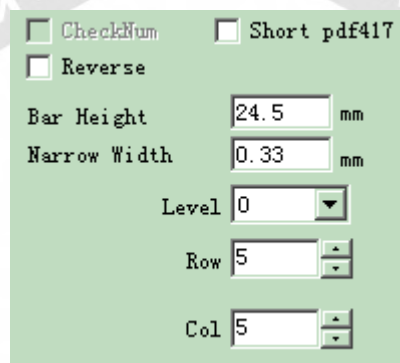 CheckNum Short pdf417
Reverse
Bar Height 24.5 mm
Narrow Width 0.33 mm
Level 0
Row 5
Col 5